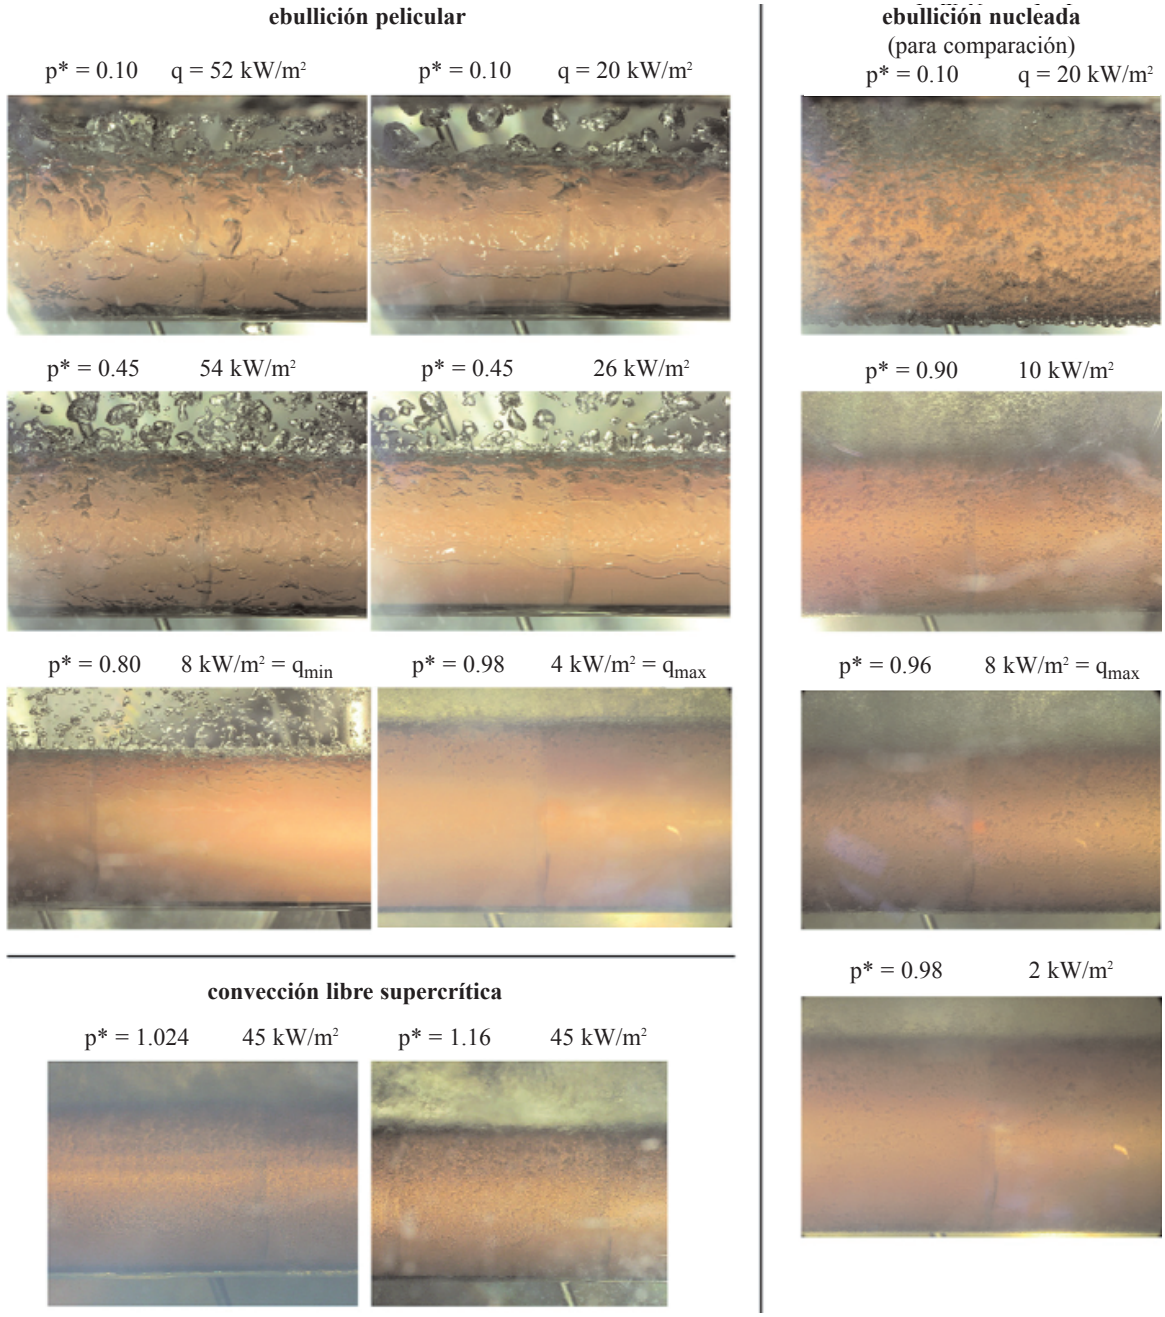 ebullición pelicular
p* = 0.10 q = 52 kW/m²
p* = 0.10 q = 20 kW/m²
p* = 0.45 54 kW/m²
p* = 0.45 26 kW/m²
p* = 0.80 8 kW/m² = qmin
p* = 0.98 4 kW/m² = qmax
convección libre supercrítica
p* = 1.024 45 kW/m²
p* = 1.16 45 kW/m²
ebullición nucleada
(para comparación)
p* = 0.10 q = 20 kW/m²
p* = 0.90 10 kW/m²
p* = 0.96 8 kW/m² = qmax
p* = 0.98 2 kW/m²